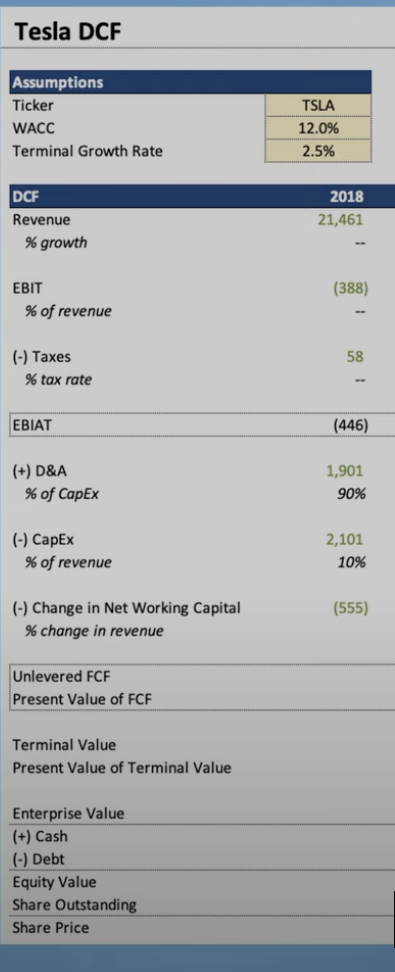 Tesla DCF
Assumptions
Ticker TSLA
WACC 12.0%
Terminal Growth Rate 2.5%
DCF 2018
Revenue 21,461
% growth --
EBIT (388)
% of revenue --
(-) Taxes 58
% tax rate --
EBIAT (446)
(+) D&A 1,901
% of CapEx 90%
(-) CapEx 2,101
% of revenue 10%
(-) Change in Net Working Capital (555)
% change in revenue
Unlevered FCF
Present Value of FCF
Terminal Value
Present Value of Terminal Value
Enterprise Value
(+) Cash
(-) Debt
Equity Value
Share Outstanding
Share Price